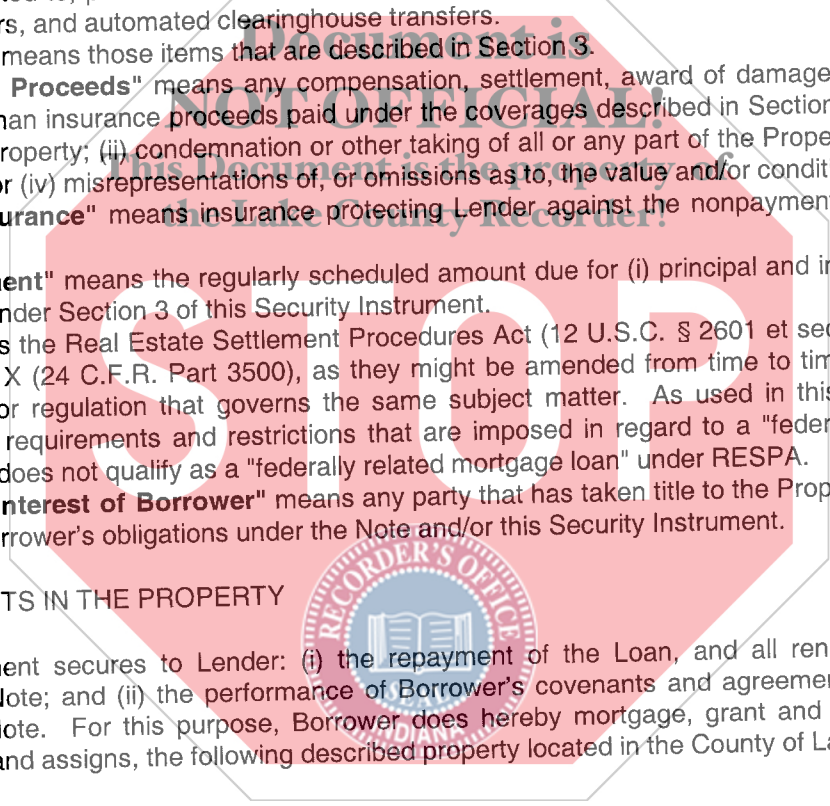 rs, and automated clearinghouse transfers.
Document is
means those items that are described in Section 3.
Proceeds" means any compensation, settlement, award of damage
NOT OFFICIAL!
an insurance proceeds paid under the coverages described in Section
roperty; (ii) condemnation or other taking of all or any part of the Prope
This Document is the property of
or (iv) misrepresentations of, or omissions as to, the value and/or condit
urance" means insurance protecting Lender against the nonpayment
the Lake County Recorder!
ent" means the regularly scheduled amount due for (i) principal and in
nder Section 3 of this Security Instrument.
s the Real Estate Settlement Procedures Act (12 U.S.C. § 2601 et seq
X (24 C.F.R. Part 3500), as they might be amended from time to tim
or regulation that governs the same subject matter. As used in this
requirements and restrictions that are imposed in regard to a "feder
does not qualify as a "federally related mortgage loan" under RESPA.
STOP
nterest of Borrower" means any party that has taken title to the Prop
rrower's obligations under the Note and/or this Security Instrument.
RECORDER'S OFFICE
TS IN THE PROPERTY
ent secures to Lender: (i) the repayment of the Loan, and all ren
Note; and (ii) the performance of Borrower's covenants and agreemen
ote. For this purpose, Borrower does hereby mortgage, grant and
INDIANA
and assigns, the following described property located in the County of La